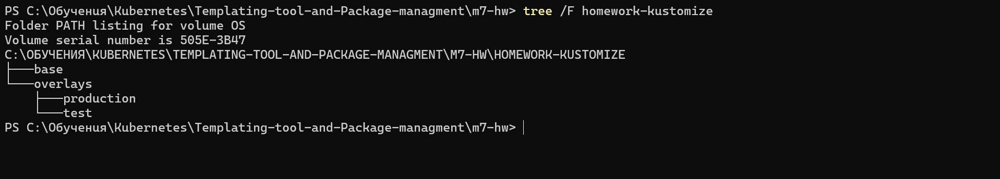 PS C:\Обучения\Kubernetes\Templating-tool-and-Package-managment\m7-hw> tree /F homework-kustomize
Folder PATH listing for volume OS
Volume serial number is 505E-3B47
C:\ОБУЧЕНИЯ\KUBERNETES\TEMPLATING-TOOL-AND-PACKAGE-MANAGMENT\M7-HW\HOMEWORK-KUSTOMIZE
├───base
└───overlays
    ├───production
    └───test
PS C:\Обучения\Kubernetes\Templating-tool-and-Package-managment\m7-hw>